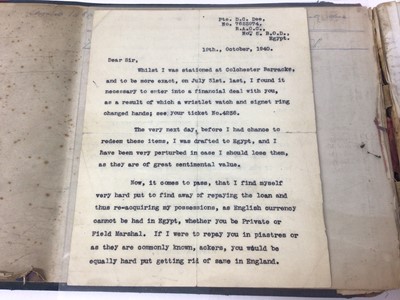 Pte. D.C. Dee.
No. 7625274,
R.A.O.C.,
No. 2. B.O.D.,
Egypt.
19th., October, 1940.
Dear Sir,
Whilst I was stationed at Colchester Barracks,
and to be more exact, on July 31st. last, I found it
necessary to enter into a financial deal with you,
as a result of which a wristlet watch and signet ring
changed hands; see your ticket No.4238.
The very next day, before I had chance to
redeem these items, I was drafted to Egypt, and I
have been very perturbed in case I should lose them,
as they are of great centimental value.
Now, it comes to pass, that I find myself
very hard put to find away of repaying the loan and
thus re-acquiring my possessions, as English currency
cannot be had in Egypt, whether you be Private or
Field Marshal. If I were to repay you in piastres or
as they are commonly known, ackers, you would be
equally hard put getting rid of same in England.